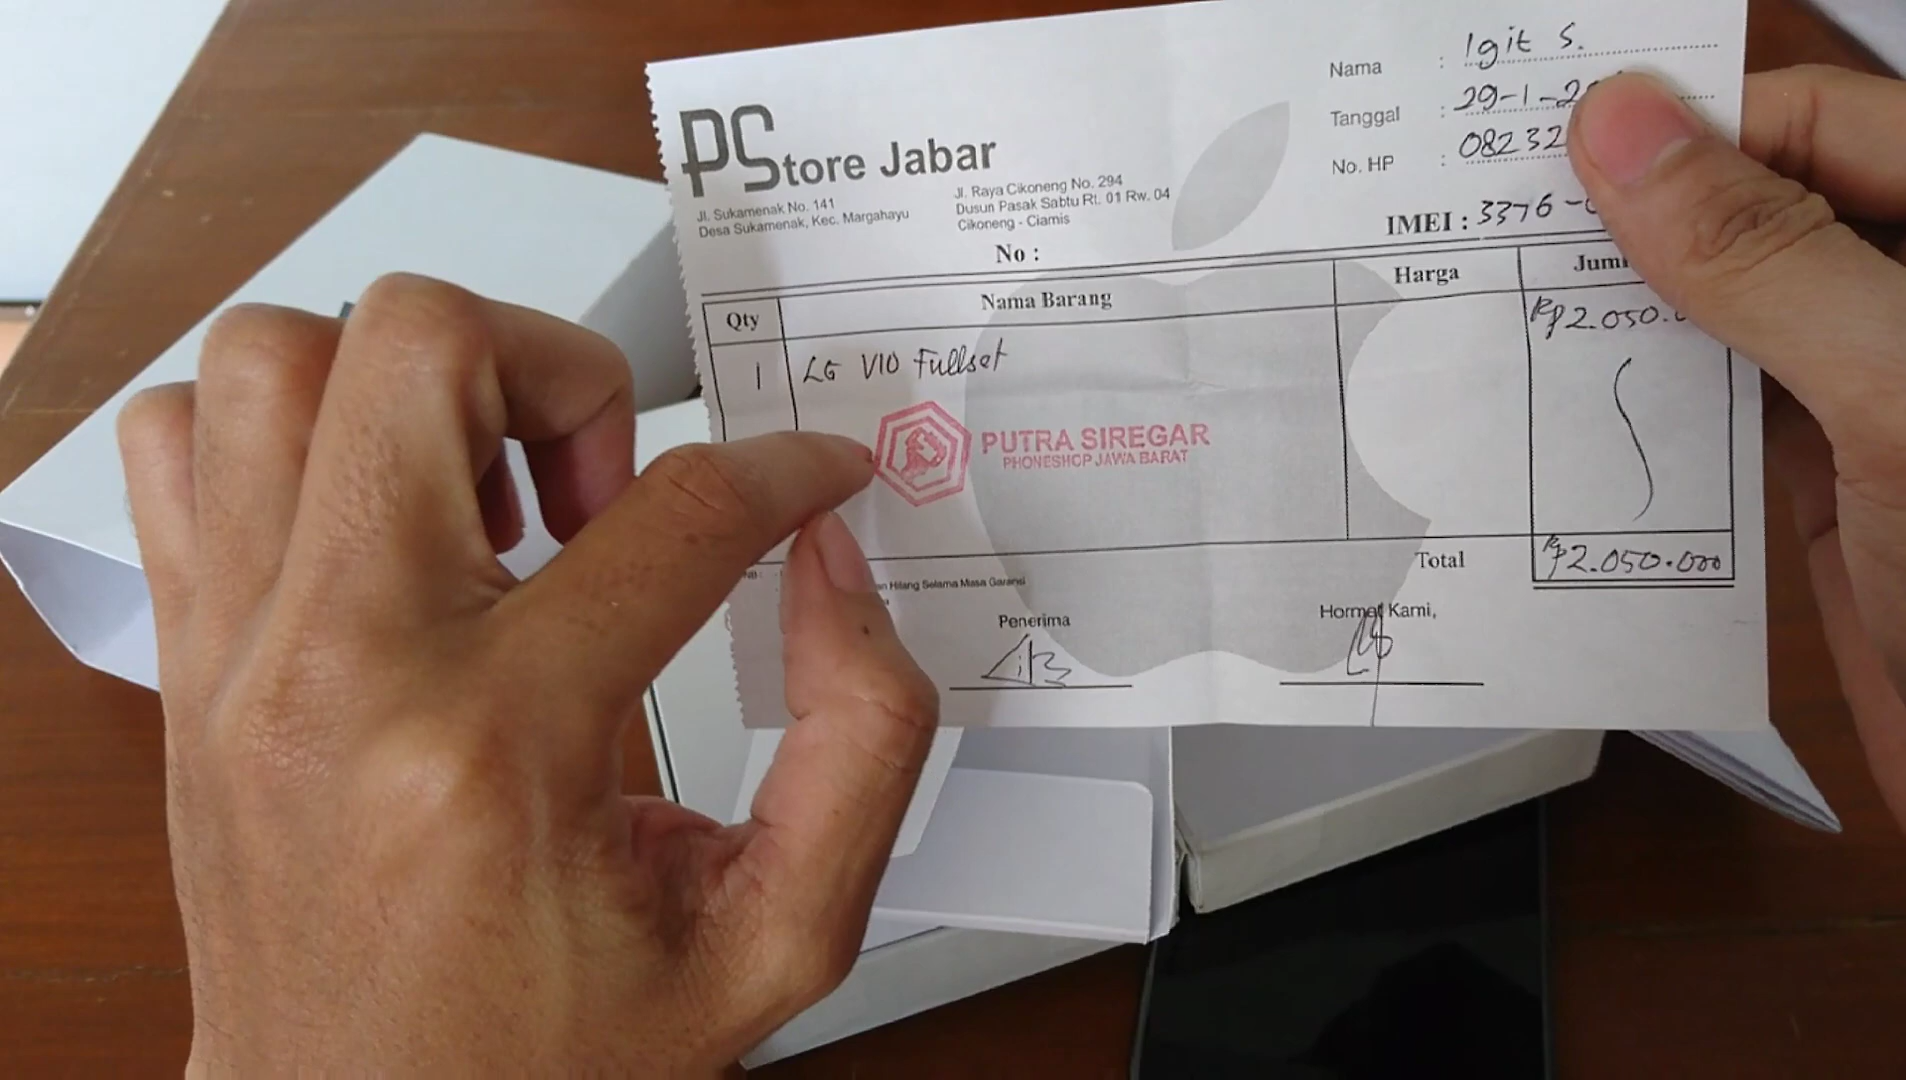 PStore Jabar
Jl. Sukamenak No. 141
Desa Sukamenak, Kec. Margahayu
Jl. Raya Cikoneng No. 294
Dusun Pasak Sabtu Rt. 01 Rw. 04
Cikoneng - Ciamis
Nama : Igit S.
Tanggal : 29-1-2
No. HP : 08232
IMEI : 3376-
No :
Qty Nama Barang Harga
1 LG V10 Fullset Rp2.050.
PUTRA SIREGAR
PHONESHOP JAWA BARAT
Total Rp2.050.000
NB :
Hilang Selama Masa Garansi
Penerima Hormat Kami,